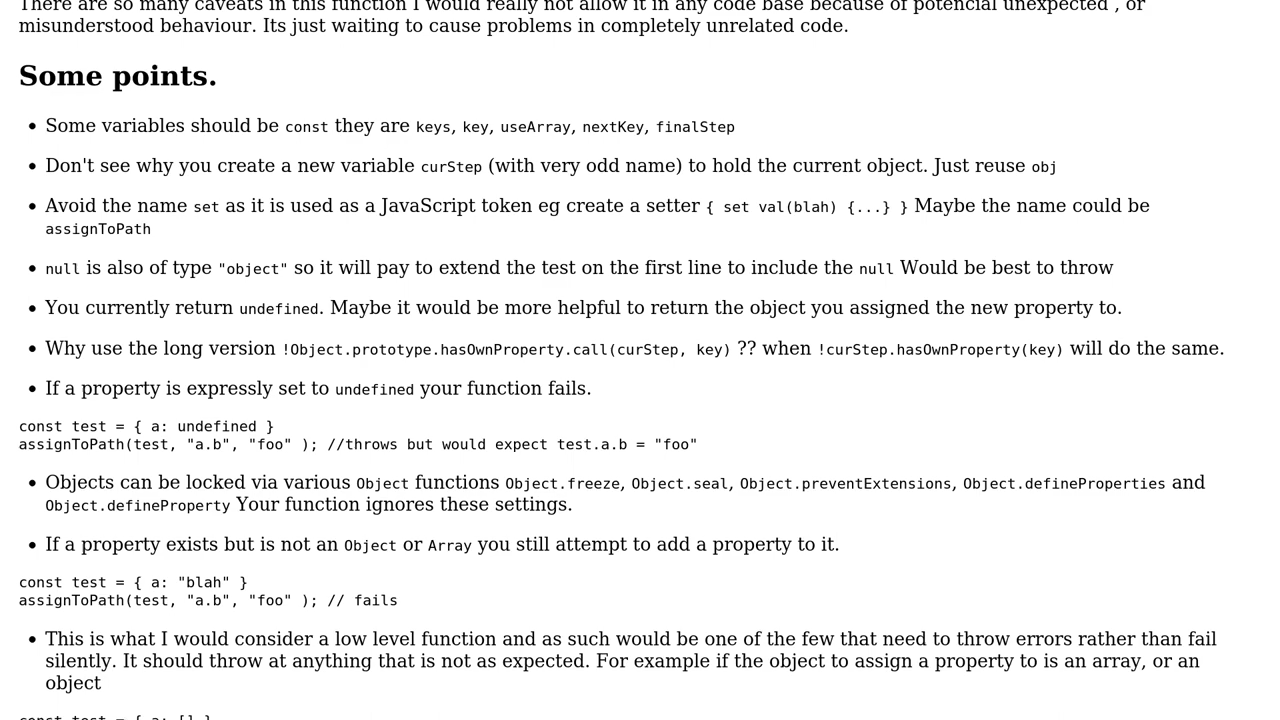 There are so many caveats in this function I would really not allow it in any code base because of potencial unexpected , or
misunderstood behaviour. Its just waiting to cause problems in completely unrelated code.
Some points.
• Some variables should be const they are keys, key, useArray, nextKey, finalStep
• Don't see why you create a new variable curStep (with very odd name) to hold the current object. Just reuse obj
• Avoid the name set as it is used as a JavaScript token eg create a setter { set val(blah) {...} } Maybe the name could be
assignToPath
• null is also of type "object" so it will pay to extend the test on the first line to include the null Would be best to throw
• You currently return undefined. Maybe it would be more helpful to return the object you assigned the new property to.
• Why use the long version !Object.prototype.hasOwnProperty.call(curStep, key) ?? when !curStep.hasOwnProperty(key) will do the same.
• If a property is expressly set to undefined your function fails.
const test = { a: undefined }
assignToPath(test, "a.b", "foo" ); //throws but would expect test.a.b = "foo"
• Objects can be locked via various Object functions Object.freeze, Object.seal, Object.preventExtensions, Object.defineProperties and
Object.defineProperty Your function ignores these settings.
• If a property exists but is not an Object or Array you still attempt to add a property to it.
const test = { a: "blah" }
assignToPath(test, "a.b", "foo" ); // fails
• This is what I would consider a low level function and as such would be one of the few that need to throw errors rather than fail
silently. It should throw at anything that is not as expected. For example if the object to assign a property to is an array, or an
object
const test = { a: [] }